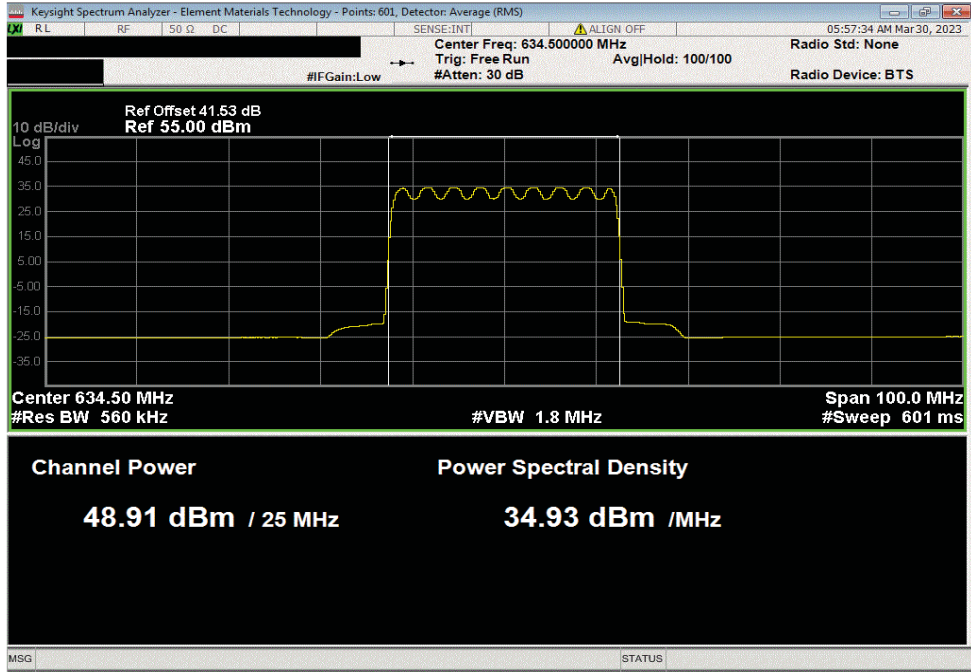 Keysight Spectrum Analyzer - Element Materials Technology - Points: 601, Detector: Average (RMS)
LXI RL RF 50 Ω DC SENSE:INT ALIGN OFF 05:57:34 AM Mar 30, 2023
Center Freq: 634.500000 MHz Radio Std: None
Trig: Free Run Avg|Hold: 100/100
#IFGain:Low #Atten: 30 dB Radio Device: BTS
Ref Offset 41.53 dB
10 dB/div Ref 55.00 dBm
Log
45.0
35.0
25.0
15.0
5.00
-5.00
-15.0
-25.0
-35.0
Center 634.50 MHz Span 100.0 MHz
#Res BW 560 kHz #VBW 1.8 MHz #Sweep 601 ms
Channel Power Power Spectral Density
48.91 dBm / 25 MHz 34.93 dBm /MHz
MSG STATUS